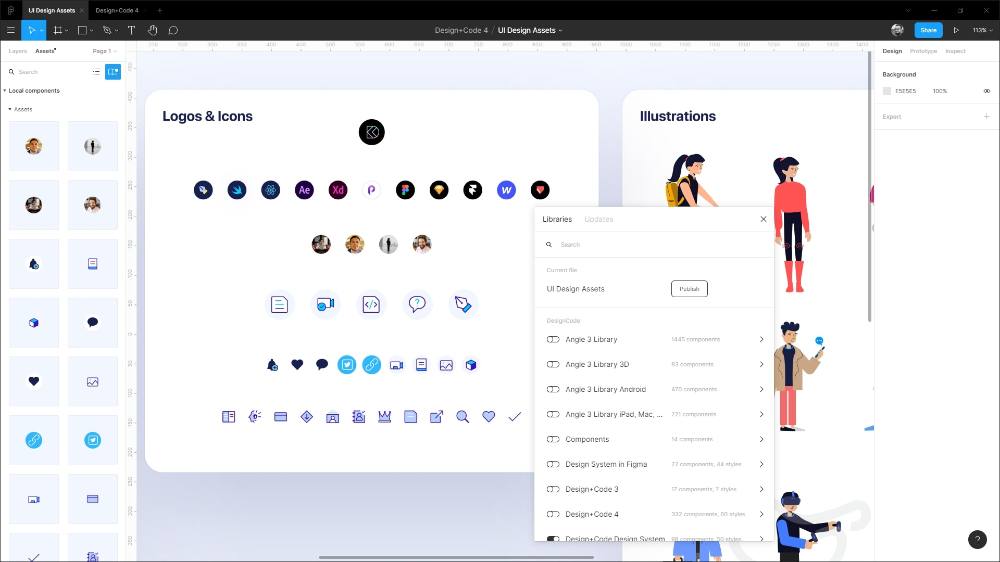 UI Design Assets
Design+Code 4
Design+Code 4 / UI Design Assets
Share
113%
Layers
Assets
Page 1
200 250 300 350 400 450 500 550 600 650 700 750 800 850 900 950 1000 1050 1100 1150 1200 1250 1300 1350 1400
Design
Prototype
Inspect
Search
Background
E5E5E5
100%
Export
Local components
Assets
-450
-400
-350
-300
-250
-200
-150
-100
-50
0
50
100
150
200
250
300
350
Logos & Icons
Ae
Xd
Illustrations
Libraries
Updates
Search
Current file
UI Design Assets
Publish
DesignCode
Angle 3 Library 1445 components
Angle 3 Library 3D 83 components
Angle 3 Library Android 470 components
Angle 3 Library iPad, Mac, ... 221 components
Components 14 components
Design System in Figma 22 components, 44 styles
Design+Code 3 17 components, 7 styles
Design+Code 4 332 components, 60 styles
Design+Code Design System 98 components, 50 styles
?